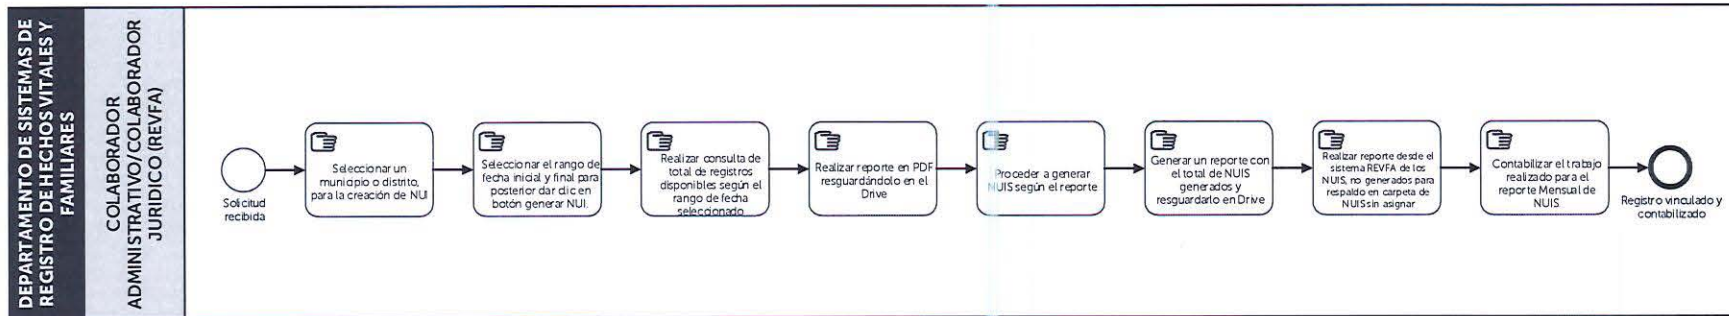 DEPARTAMENTO DE SISTEMAS DE
REGISTRO DE HECHOS VITALES Y
FAMILIARES
COLABORADOR
ADMINISTRATIVO/COLABORADOR
JURIDICO (REVFA)
Solicitud
recibida
Seleccionar un
municipio o distrito,
para la creación de NUI
Seleccionar el rango de
fecha inicial y final para
posterior dar clic en
botón generar NUI.
Realizar consulta de
total de registros
disponibles según el
rango de fecha
seleccionado
Realizar reporte en PDF
resguardándolo en el
Drive
Proceder a generar
NUIS según el reporte
Generar un reporte con
el total de NUIS
generados y
resguardarlo en Drive
Realizar reporte desde el
sistema REVFA de los
NUIS, no generados para
respaldo en carpeta de
NUIS sin asignar
Contabilizar el trabajo
realizado para el
reporte Mensual de
NUIS
Registro vinculado y
contabilizado